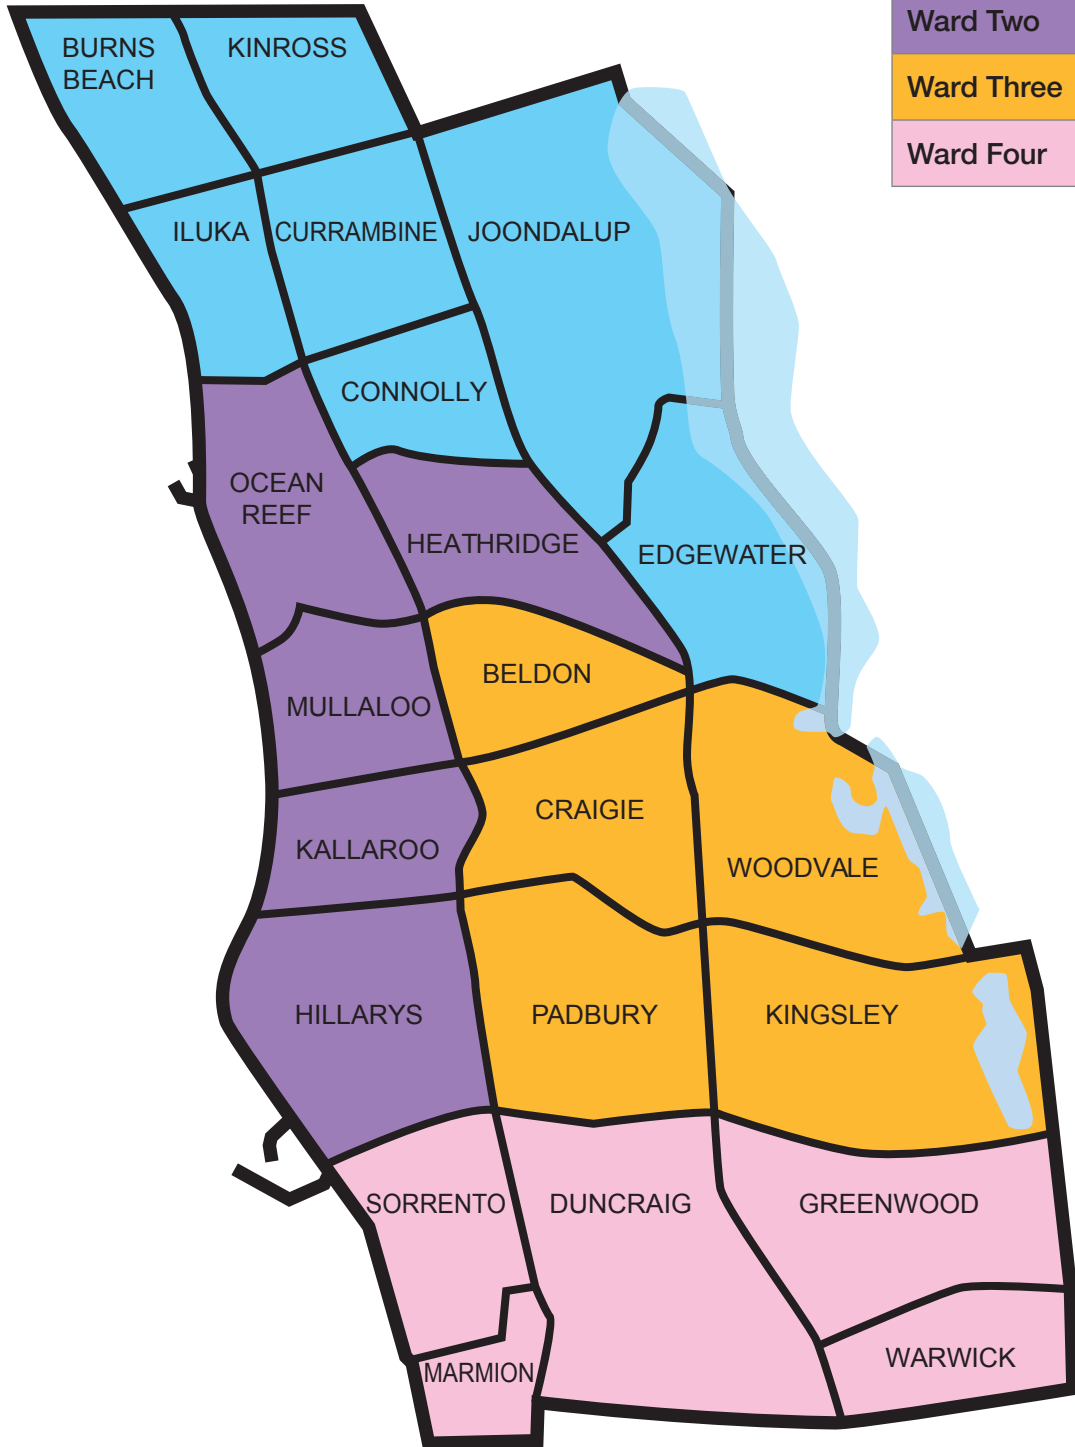 Ward Two
Ward Three
Ward Four
BURNS
BEACH
KINROSS
ILUKA
CURRAMBINE
JOONDALUP
CONNOLLY
OCEAN
REEF
HEATHRIDGE
EDGEWATER
BELDON
MULLALOO
CRAIGIE
KALLAROO
WOODVALE
HILLARYS
PADBURY
KINGSLEY
SORRENTO
DUNCRAIG
GREENWOOD
MARMION
WARWICK